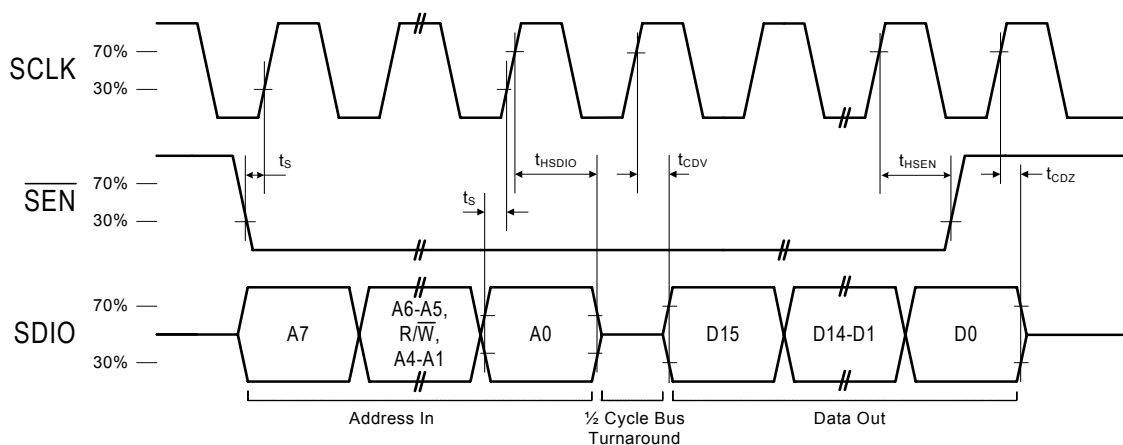 SCLK
70%
30%
tS
tHSDIO
tCDV
tHSEN
tCDZ
SEN
70%
30%
tS
SDIO
70%
30%
A7
A6-A5,
R/W,
A4-A1
A0
D15
D14-D1
D0
Address In
½ Cycle Bus
Turnaround
Data Out